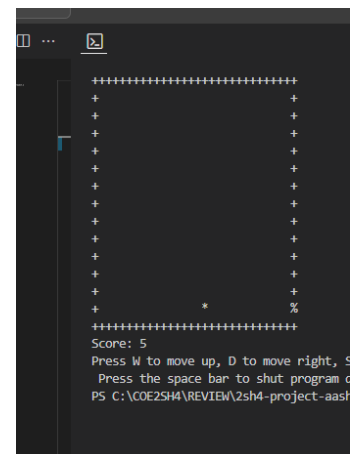 ++++++++++++++++++++++++++++++
+ +
+ +
+ +
+ +
+ +
+ +
+ +
+ +
+ +
+ +
+ +
+ +
+ * %
++++++++++++++++++++++++++++++
Score: 5
Press W to move up, D to move right, S
Press the space bar to shut program
PS C:\COE2SH4\REVIEW\2sh4-project-aash